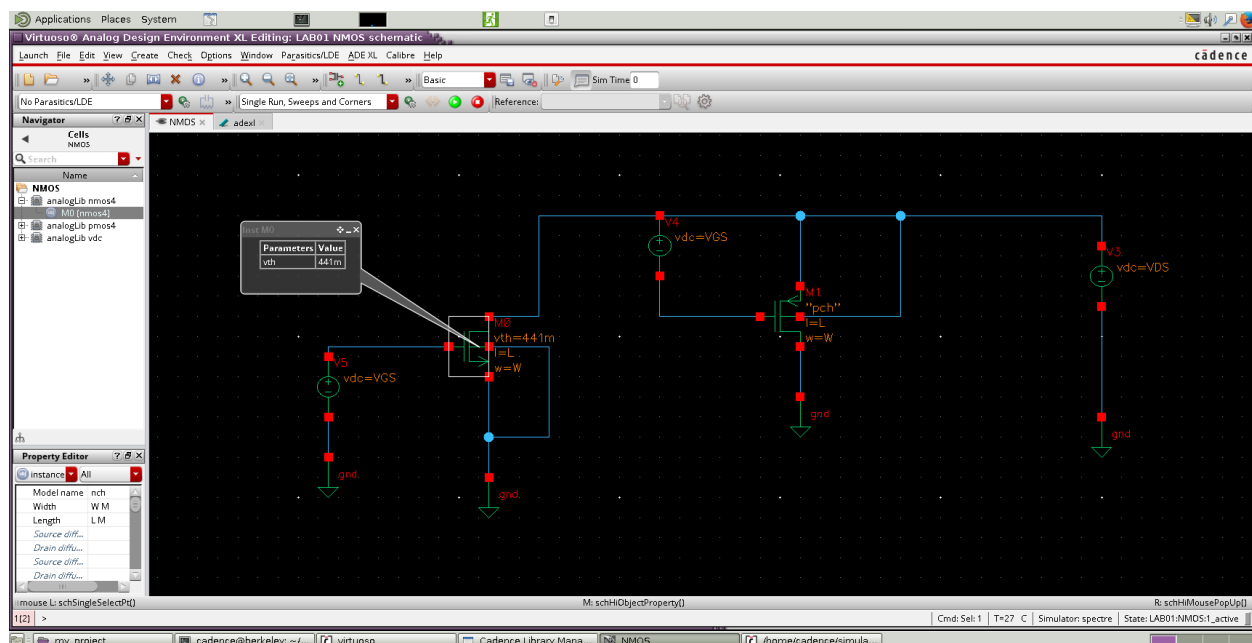 Applications Places System
Virtuoso® Analog Design Environment XL Editing: LAB01 NMOS schematic
Launch File Edit View Create Check Options Window Parasitics/LDE ADE XL Calibre Help
cādence
» » » » Basic Sim Time 0
No Parasitics/LDE » Single Run, Sweeps and Corners Reference:
Navigator
NMOS
adexl
Cells
NMOS
Search
Name
NMOS
analogLib nmos4
M0 (nmos4)
analogLib pmos4
analogLib vdc
Inst M0
Parameters Value
vth 441m
V4
vdc=VGS
V3
vdc=VDS
M1
"pch"
l=L
w=W
M0
vth=441m
l=L
w=W
V5
vdc=VGS
gnd
gnd
gnd
gnd
Property Editor
instance All
Model name nch
Width W M
Length L M
Source diff...
Drain diffu...
Source diff...
Drain diffu...
mouse L: schSingleSelectPt()
M: schHiObjectProperty()
R: schHiMousePopUp()
1(2) >
Cmd: Sel: 1 T=27 C Simulator: spectre State: LAB01:NMOS:1_active
my_project
cadence@berkeley: ~/...
virtuoso
Cadence Library Mana...
NMOS
/home/cadence/simula...